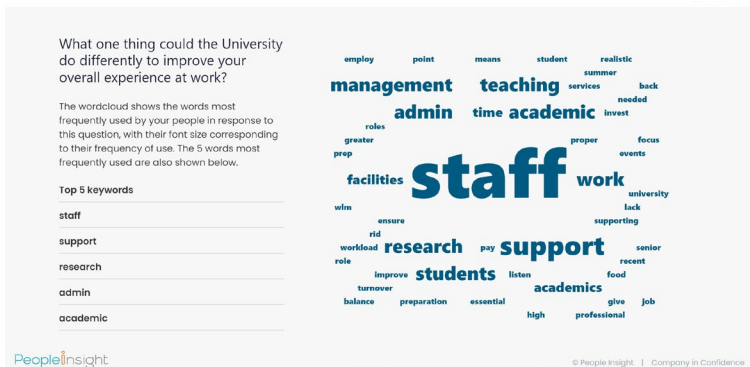 What one thing could the University
do differently to improve your
overall experience at work?
The wordcloud shows the words most
frequently used by your people in response to
this question, with their font size corresponding
to their frequency of use. The 5 words most
frequently used are also shown below.
Top 5 keywords
staff
support
research
admin
academic
employ point means student realistic
summer
management teaching services back
needed
admin time academic invest
roles
greater proper focus
prep events
facilities staff work
university
wlm lack
ensure supporting
rid
workload research pay support senior
role recent
improve students listen food
turnover academics
balance preparation essential give job
high professional
PeopleInsight
© People Insight | Company in Confidence